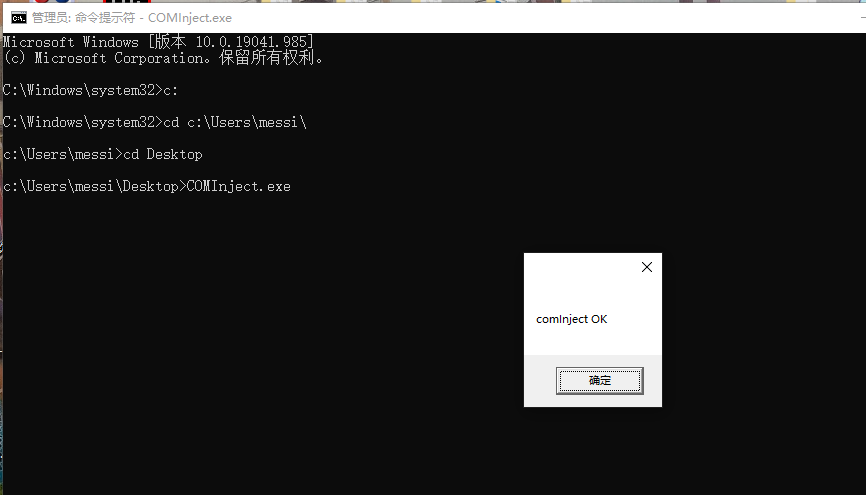 管理员: 命令提示符 - COMInject.exe
Microsoft Windows [版本 10.0.19041.985]
(c) Microsoft Corporation。保留所有权利。
C:\Windows\system32>c:
C:\Windows\system32>cd c:\Users\messi\
c:\Users\messi>cd Desktop
c:\Users\messi\Desktop>COMInject.exe
comInject OK
确定